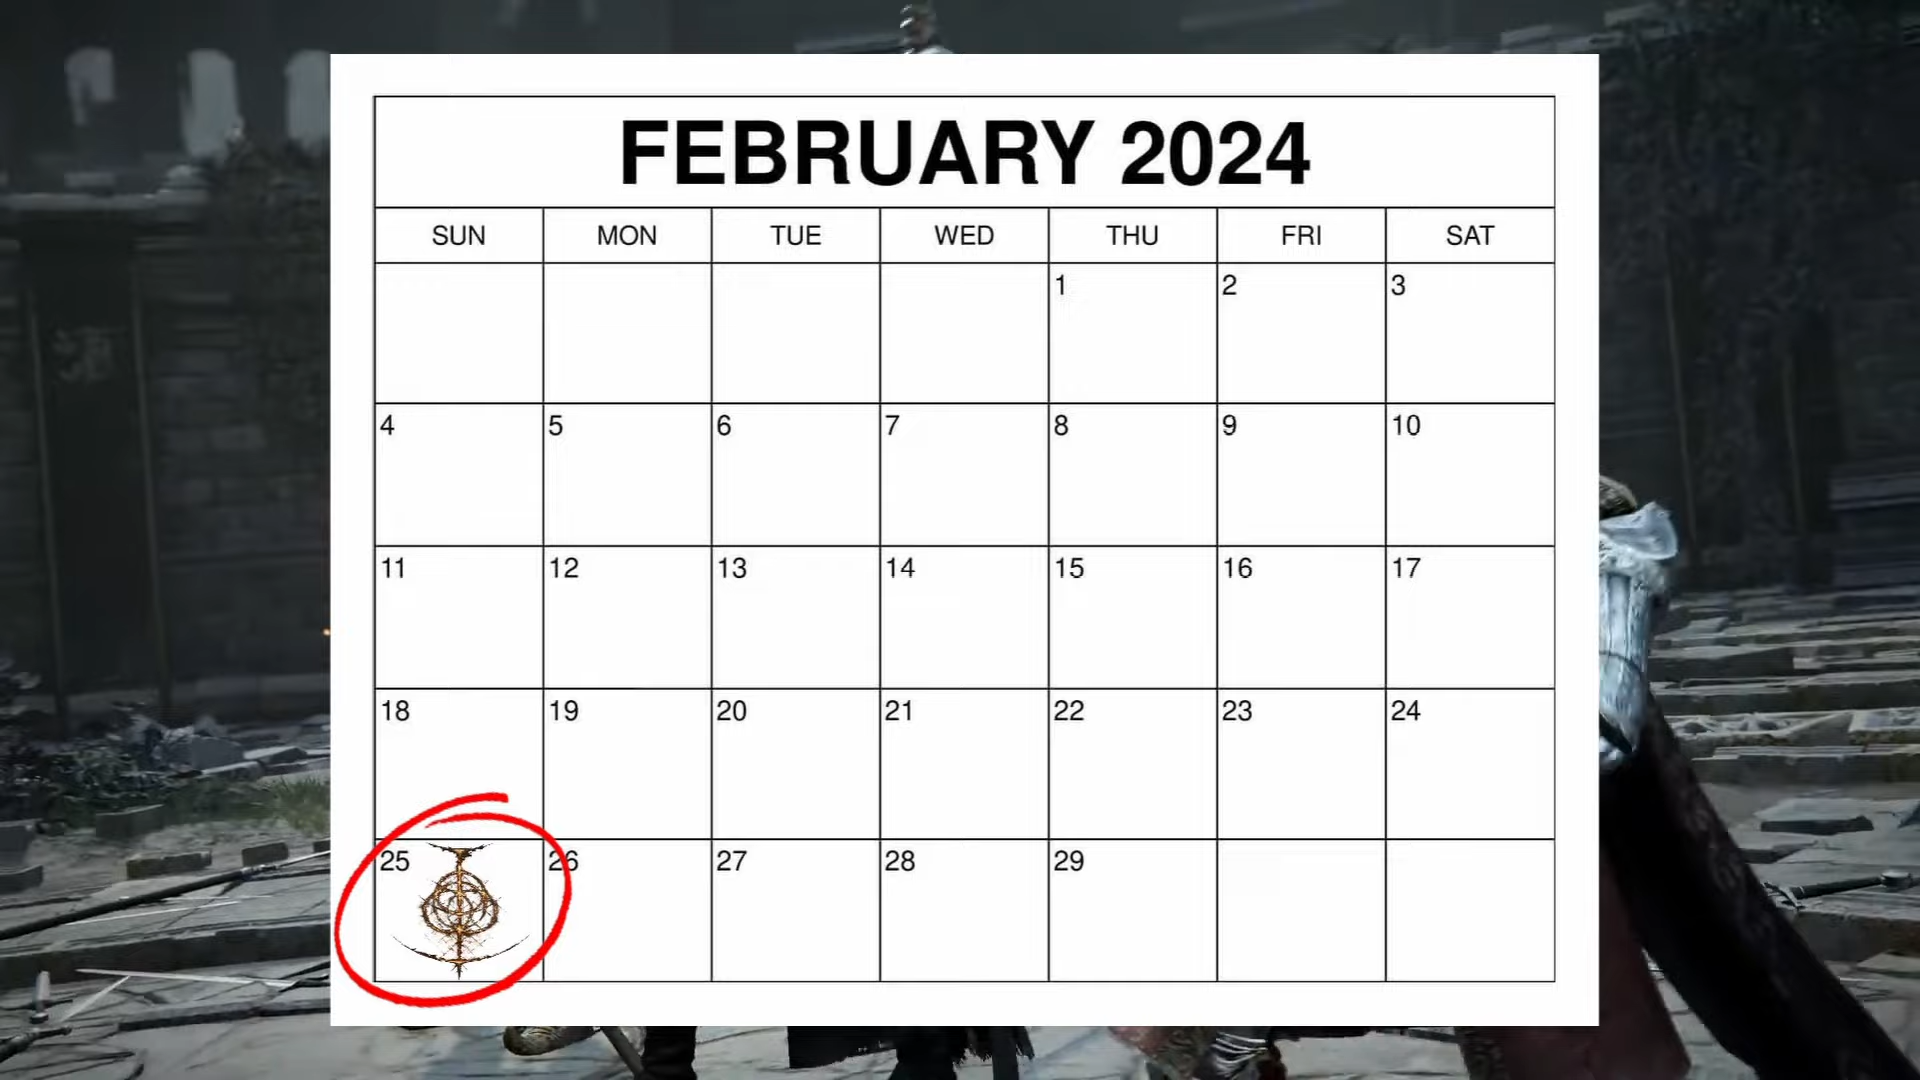 FEBRUARY 2024
SUN MON TUE WED THU FRI SAT
1 2 3
4 5 6 7 8 9 10
11 12 13 14 15 16 17
18 19 20 21 22 23 24
25 26 27 28 29